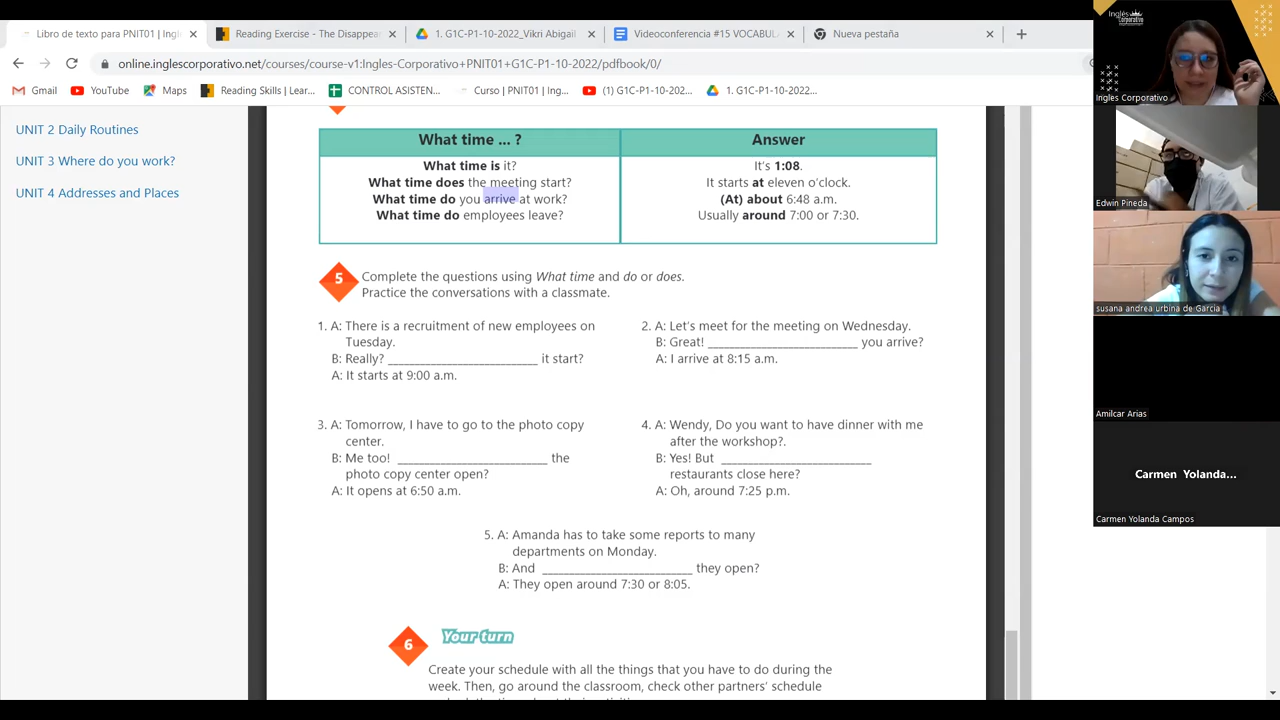 Libro de texto para PNIT01 | Ingl
Reading Exercise - The Disappea
1. G1C-P1-10-2022_Vikri Abigail
Videoconferencia #15 VOCABUL
Nueva pestaña
online.inglescorporativo.net/courses/course-v1:Ingles-Corporativo+PNIT01+G1C-P1-10-2022/pdfbook/0/
Gmail
YouTube
Maps
Reading Skills | Lear...
CONTROL ASISTEN...
Curso | PNIT01 | Ing...
(1) G1C-P1-10-202...
1. G1C-P1-10-2022...
UNIT 2 Daily Routines
UNIT 3 Where do you work?
UNIT 4 Addresses and Places
What time ... ?
What time is it?
What time does the meeting start?
What time do you arrive at work?
What time do employees leave?
Answer
It's 1:08.
It starts at eleven o'clock.
(At) about 6:48 a.m.
Usually around 7:00 or 7:30.
5
Complete the questions using What time and do or does.
Practice the conversations with a classmate.
1. A: There is a recruitment of new employees on
Tuesday.
B: Really? ____________________________ it start?
A: It starts at 9:00 a.m.
2. A: Let's meet for the meeting on Wednesday.
B: Great! ____________________________ you arrive?
A: I arrive at 8:15 a.m.
3. A: Tomorrow, I have to go to the photo copy
center.
B: Me too! ____________________________ the
photo copy center open?
A: It opens at 6:50 a.m.
4. A: Wendy, Do you want to have dinner with me
after the workshop?.
B: Yes! But ____________________________
restaurants close here?
A: Oh, around 7:25 p.m.
5. A: Amanda has to take some reports to many
departments on Monday.
B: And ____________________________ they open?
A: They open around 7:30 or 8:05.
6
Your turn
Create your schedule with all the things that you have to do during the
week. Then, go around the classroom, check other partners' schedule
Inglés
Corporativo
Ingles Corporativo
Edwin Pineda
susana andrea urbina de Garcia
Amilcar Arias
Carmen Yolanda...
Carmen Yolanda Campos